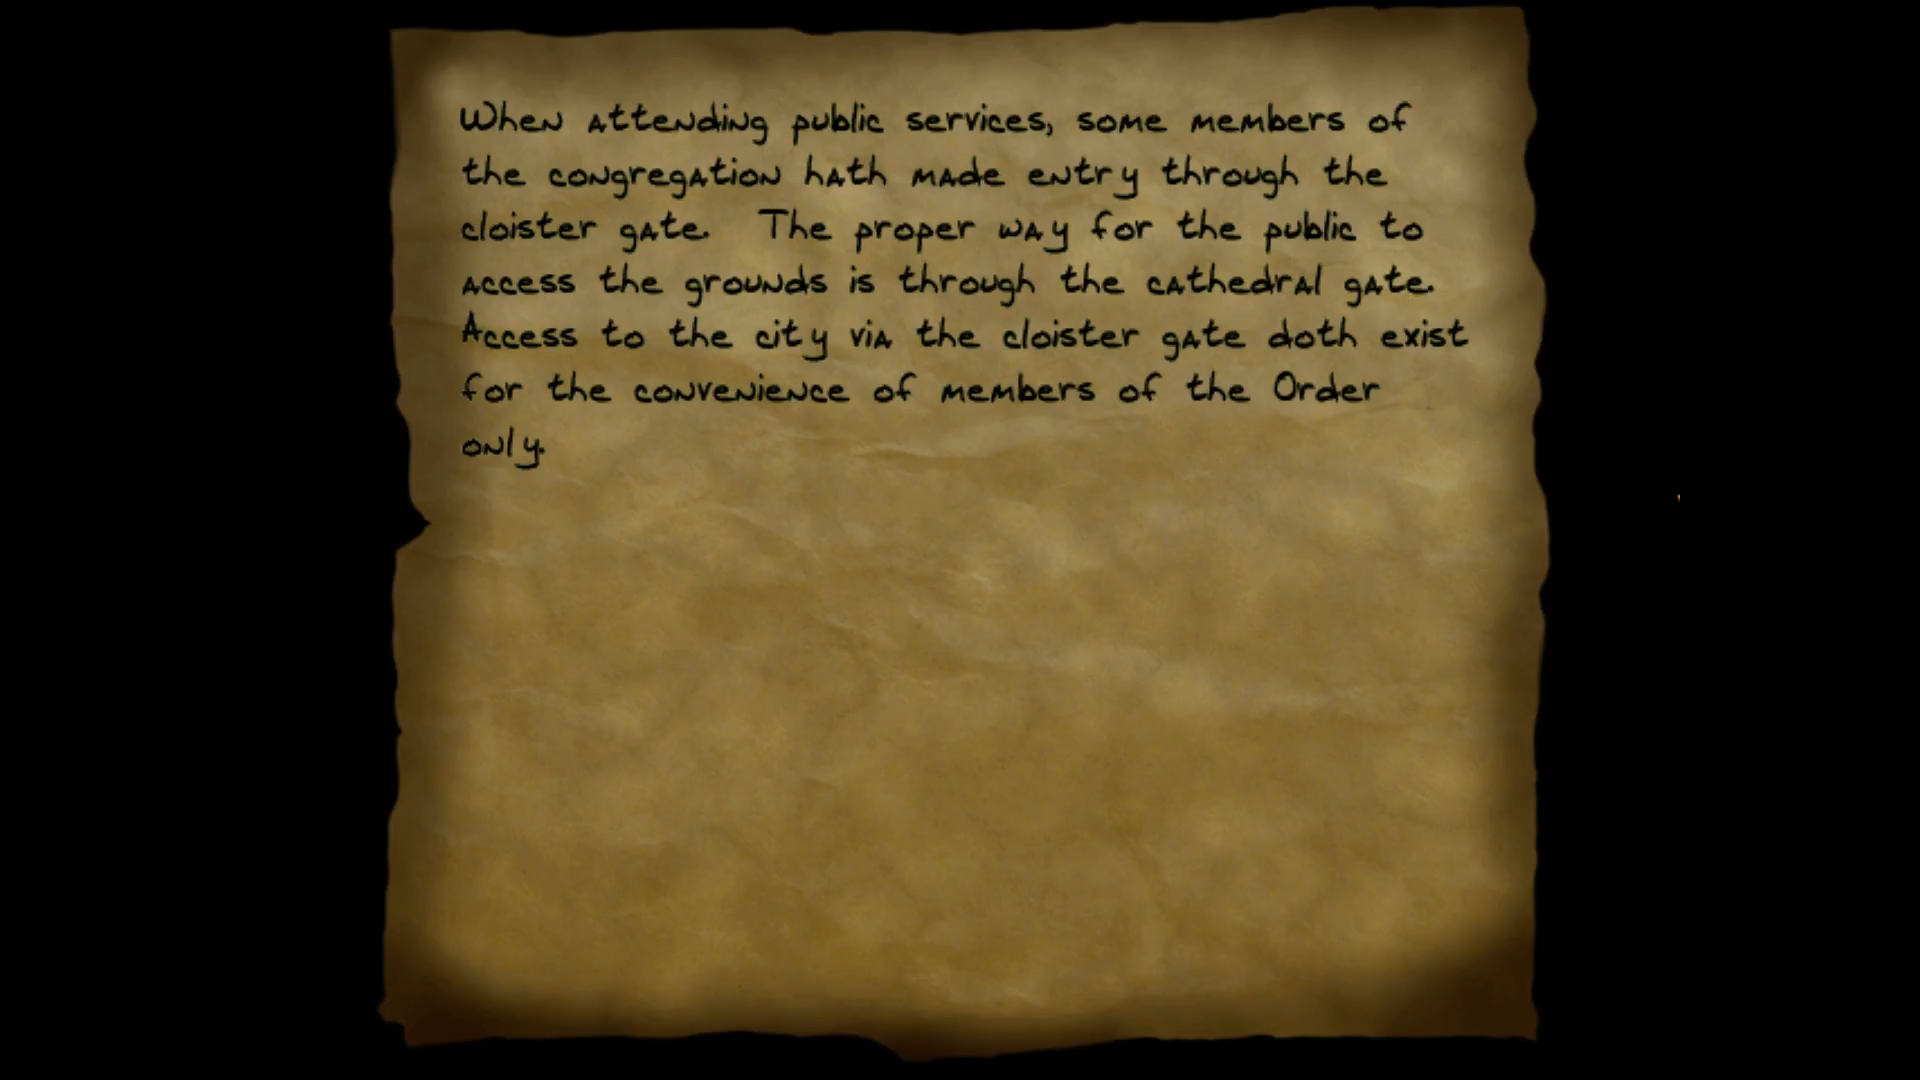 When attending public services, some members of
the congregation hath made entry through the
cloister gate.  The proper way for the public to
access the grounds is through the cathedral gate.
Access to the city via the cloister gate doth exist
for the convenience of members of the Order
only.